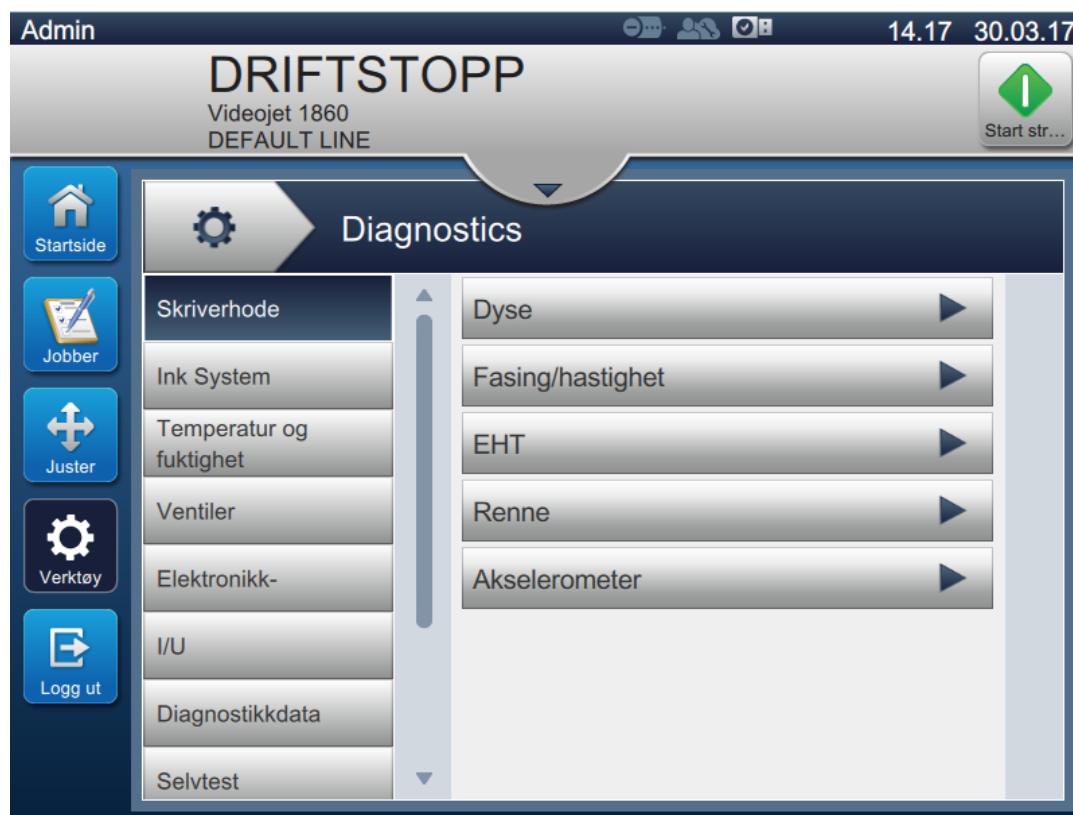 Admin
14.17 30.03.17
DRIFTSTOPP
Videojet 1860
DEFAULT LINE
Start str...
Startside
Jobber
Juster
Verktøy
Logg ut
Diagnostics
Skriverhode
Ink System
Temperatur og
fuktighet
Ventiler
Elektronikk-
I/U
Diagnostikkdata
Selvtest
Dyse
Fasing/hastighet
EHT
Renne
Akselerometer